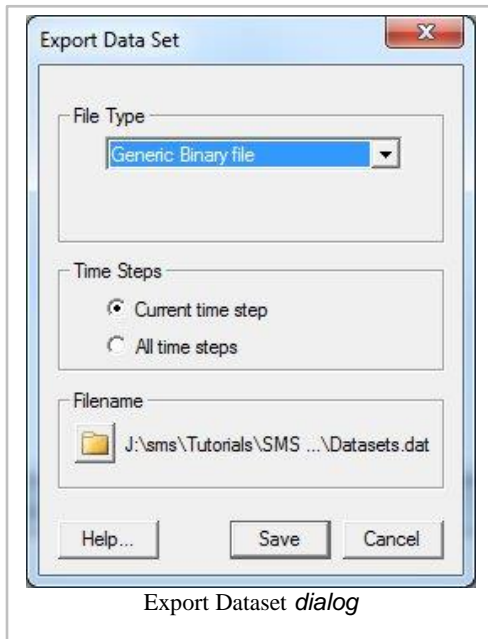 Export Data Set
File Type
Generic Binary file
Time Steps
Current time step
All time steps
Filename
J:\sms\Tutorials\SMS ...\Datasets.dat
Help... Save Cancel
Export Dataset dialog